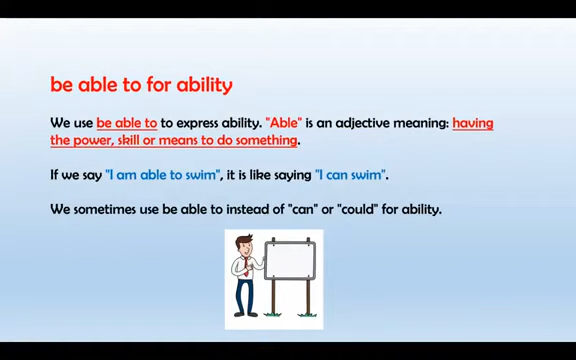 be able to for ability
We use be able to to express ability. "Able" is an adjective meaning: having
the power, skill or means to do something.
If we say "I am able to swim", it is like saying "I can swim".
We sometimes use be able to instead of "can" or "could" for ability.